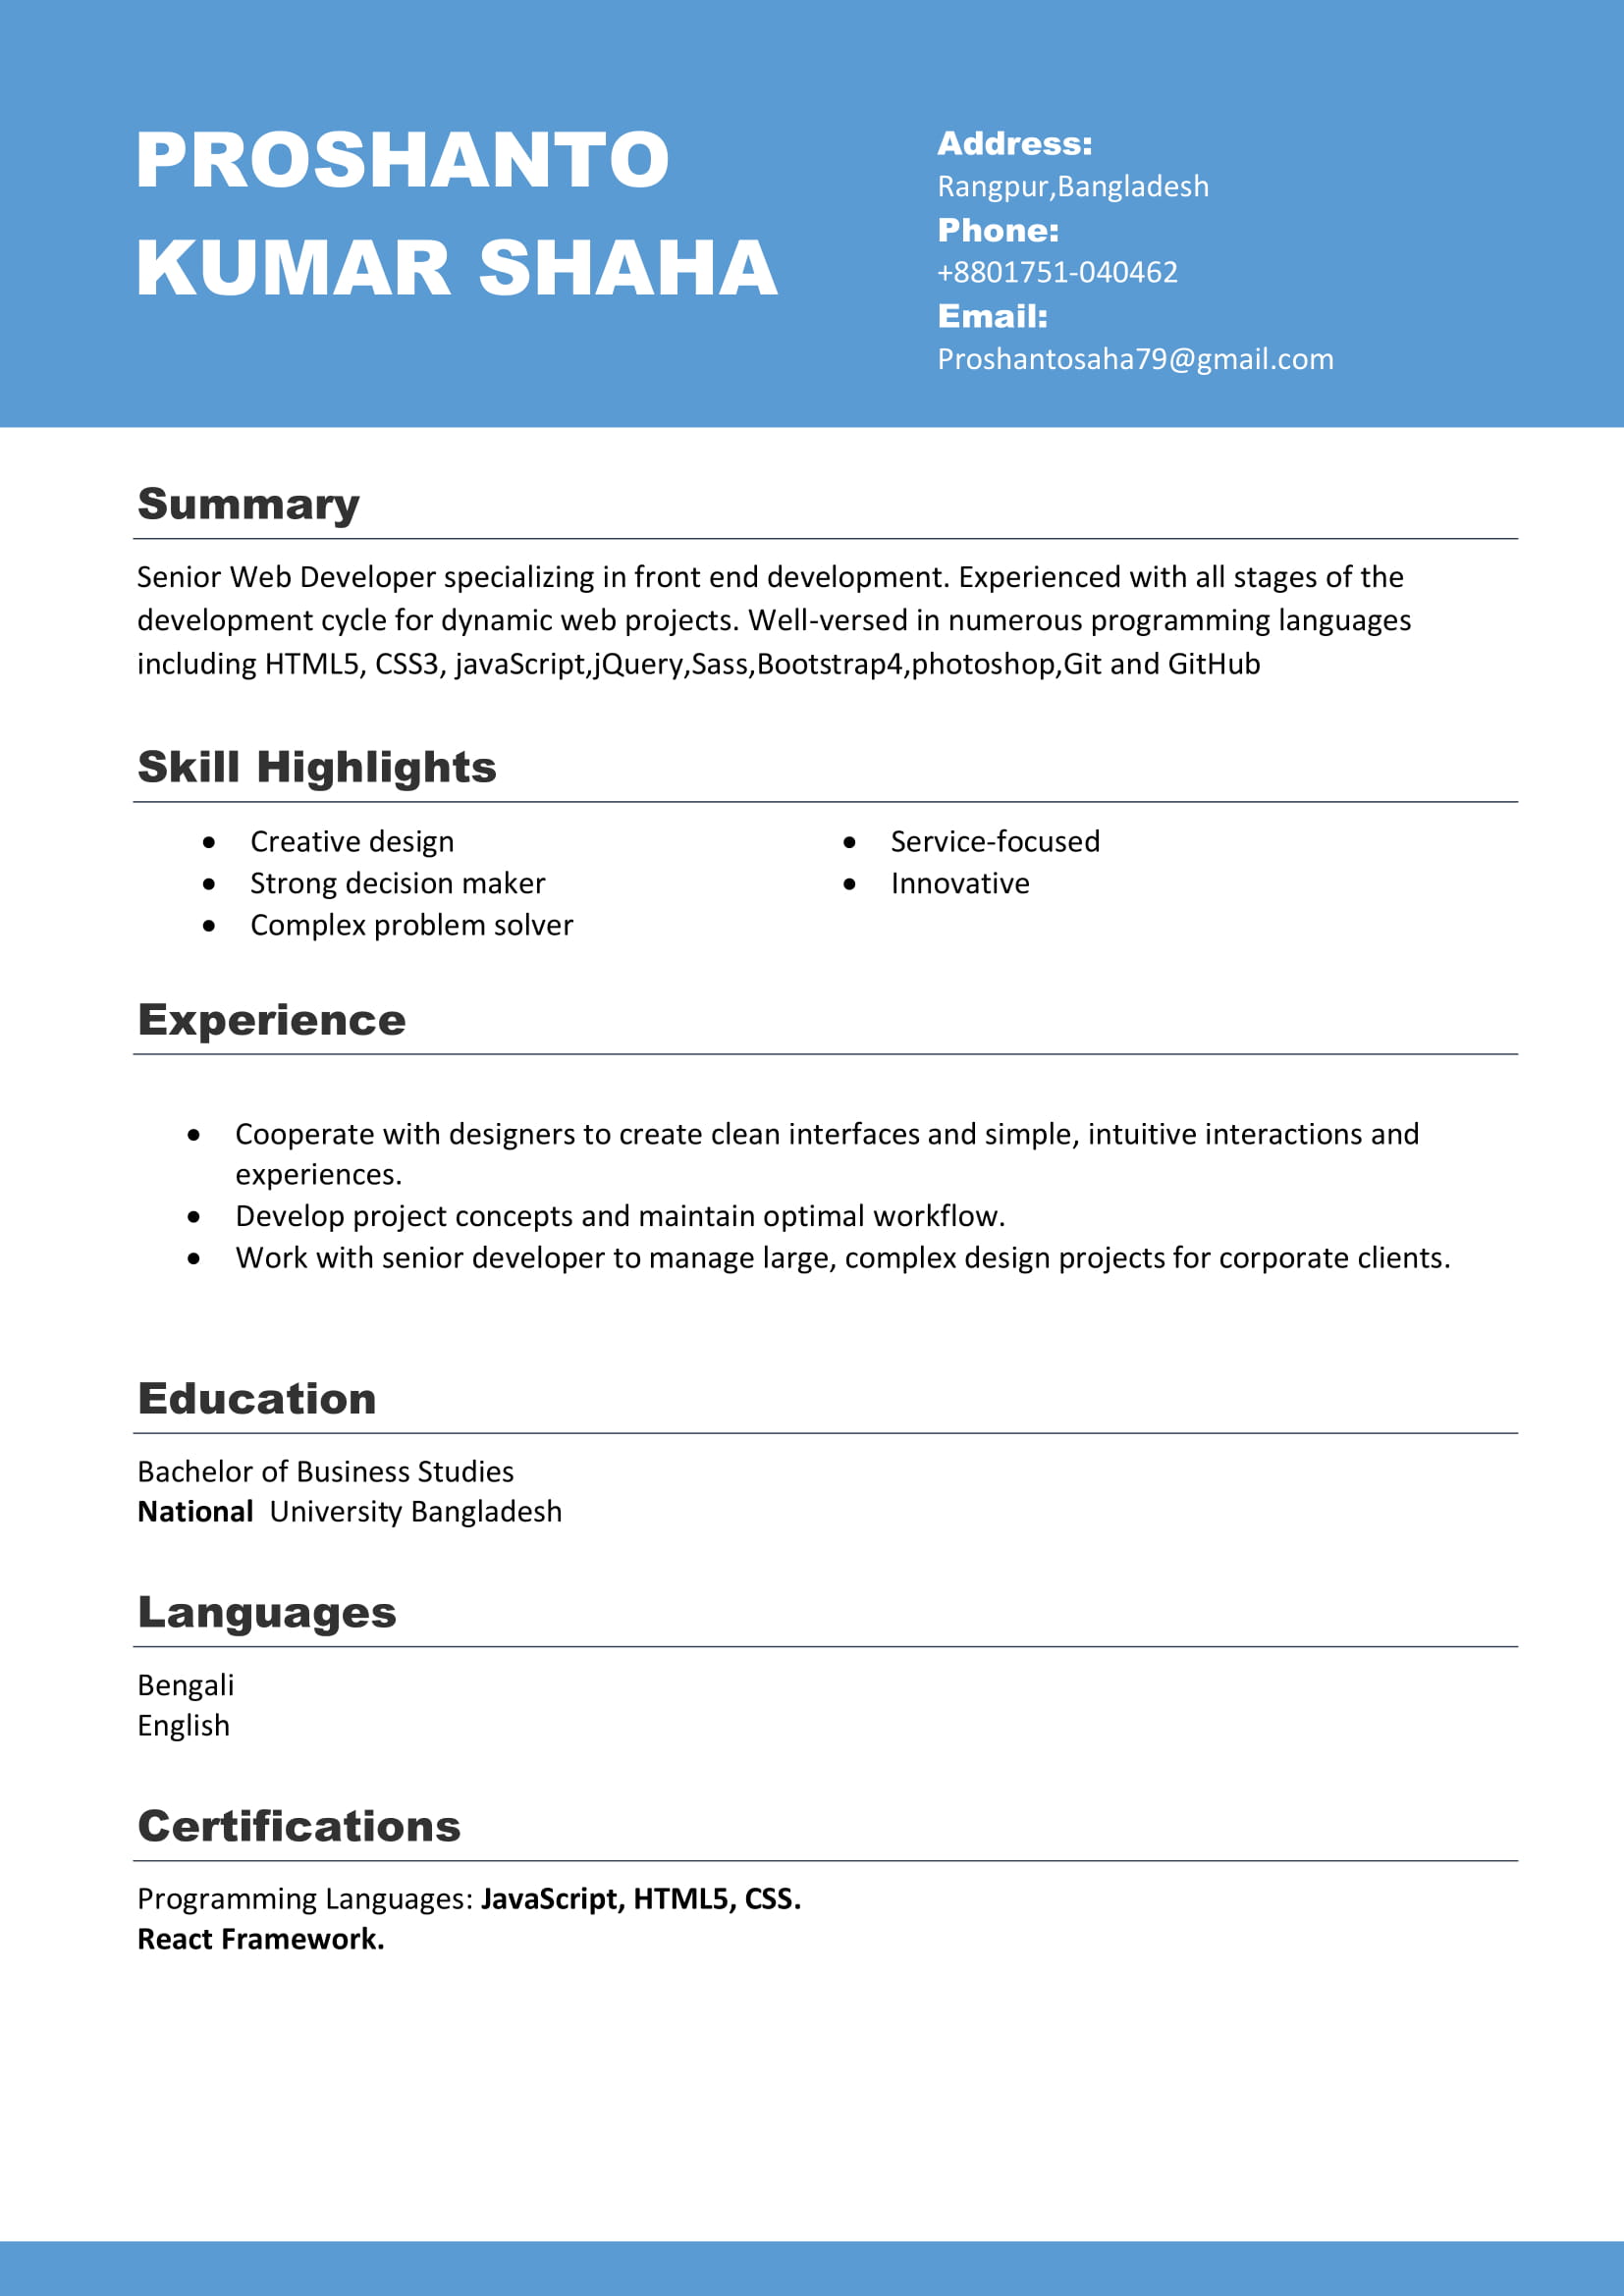 PROSHANTO
KUMAR SHAHA
Address:
Rangpur,Bangladesh
Phone:
+8801751-040462
Email:
Proshantosaha79@gmail.com
Summary
Senior Web Developer specializing in front end development. Experienced with all stages of the
development cycle for dynamic web projects. Well-versed in numerous programming languages
including HTML5, CSS3, javaScript,jQuery,Sass,Bootstrap4,photoshop,Git and GitHub
Skill Highlights
• Creative design
• Strong decision maker
• Complex problem solver
• Service-focused
• Innovative
Experience
• Cooperate with designers to create clean interfaces and simple, intuitive interactions and
experiences.
• Develop project concepts and maintain optimal workflow.
• Work with senior developer to manage large, complex design projects for corporate clients.
Education
Bachelor of Business Studies
National  University Bangladesh
Languages
Bengali
English
Certifications
Programming Languages: JavaScript, HTML5, CSS.
React Framework.